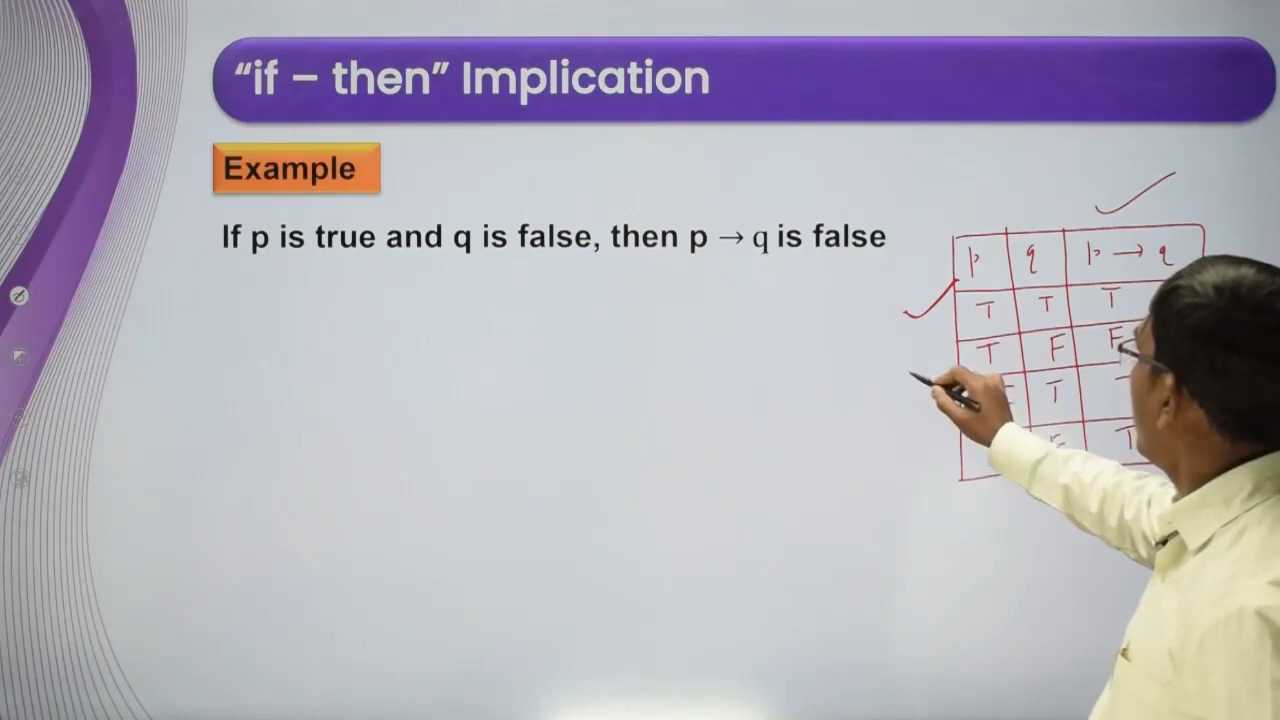 “if – then” Implication
Example
If p is true and q is false, then p → q is false
p q p → q
T T T
T F F
T
F T